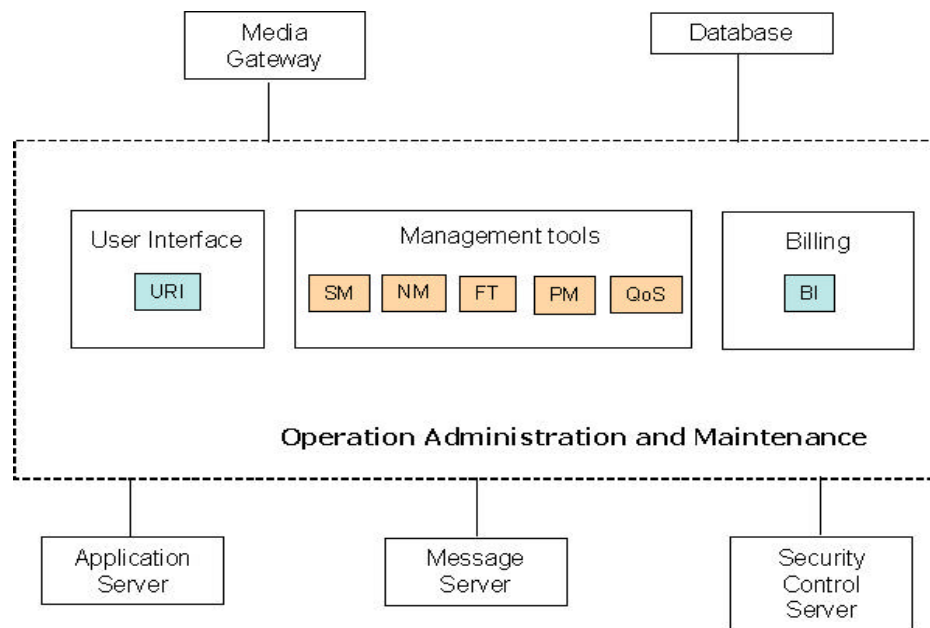 Media
Gateway
Database
User Interface
URI
Management tools
SM
NM
FT
PM
QoS
Billing
BI
Operation Administration and Maintenance
Application
Server
Message
Server
Security
Control
Server